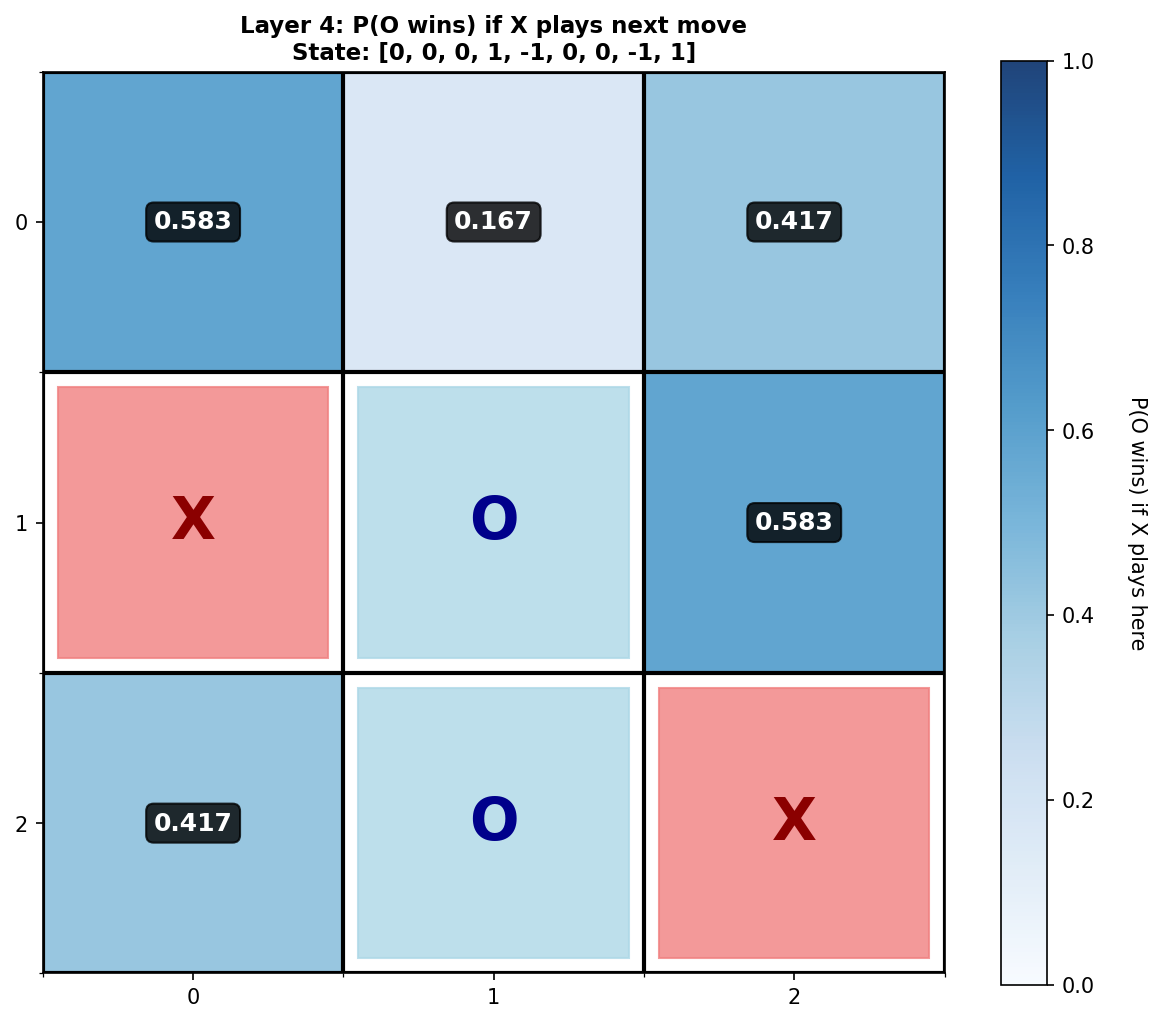 Layer 4: P(O wins) if X plays next move
State: [0, 0, 0, 1, -1, 0, 0, -1, 1]
0
0.583
0.167
0.417
1
X
O
0.583
2
0.417
O
X
0
1
2
1.0
0.8
0.6
0.4
0.2
0.0
P(O wins) if X plays here